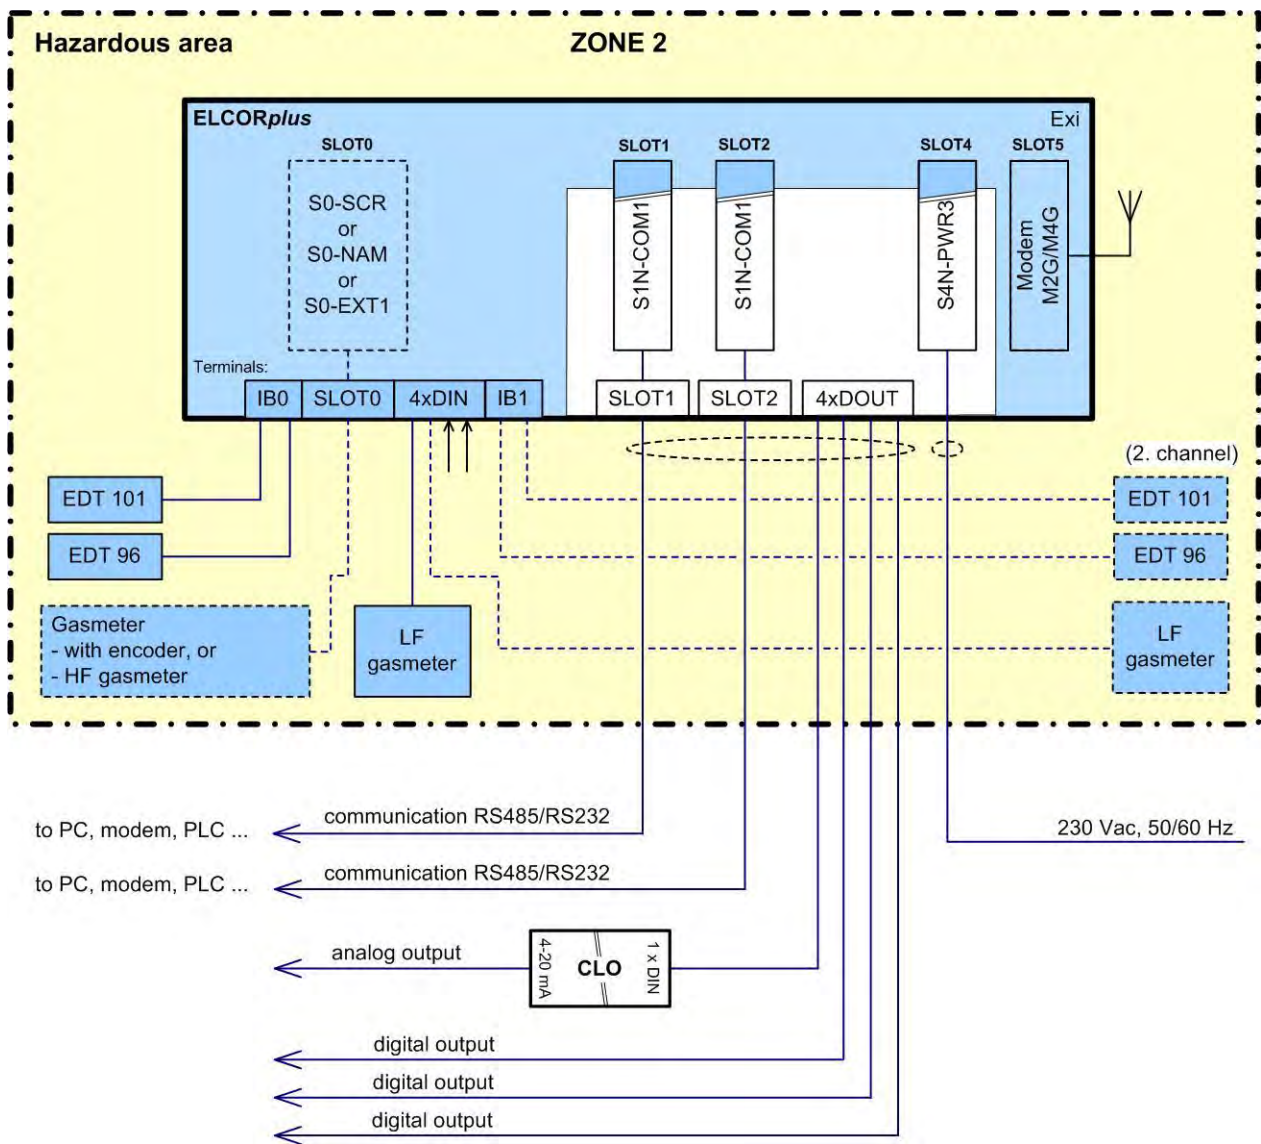 Hazardous area
ZONE 2
ELCORplus
Exi
SLOT0
SLOT1
SLOT2
SLOT4
SLOT5
S0-SCR
or
S0-NAM
or
S0-EXT1
S1N-COM1
S1N-COM1
S4N-PWR3
Modem
M2G/M4G
Terminals:
IB0
SLOT0
4xDIN
IB1
SLOT1
SLOT2
4xDOUT
(2. channel)
EDT 101
EDT 101
EDT 96
EDT 96
Gasmeter
- with encoder, or
- HF gasmeter
LF
gasmeter
LF
gasmeter
to PC, modem, PLC ...
communication RS485/RS232
230 Vac, 50/60 Hz
to PC, modem, PLC ...
communication RS485/RS232
analog output
4-20 mA
CLO
1 x DIN
digital output
digital output
digital output